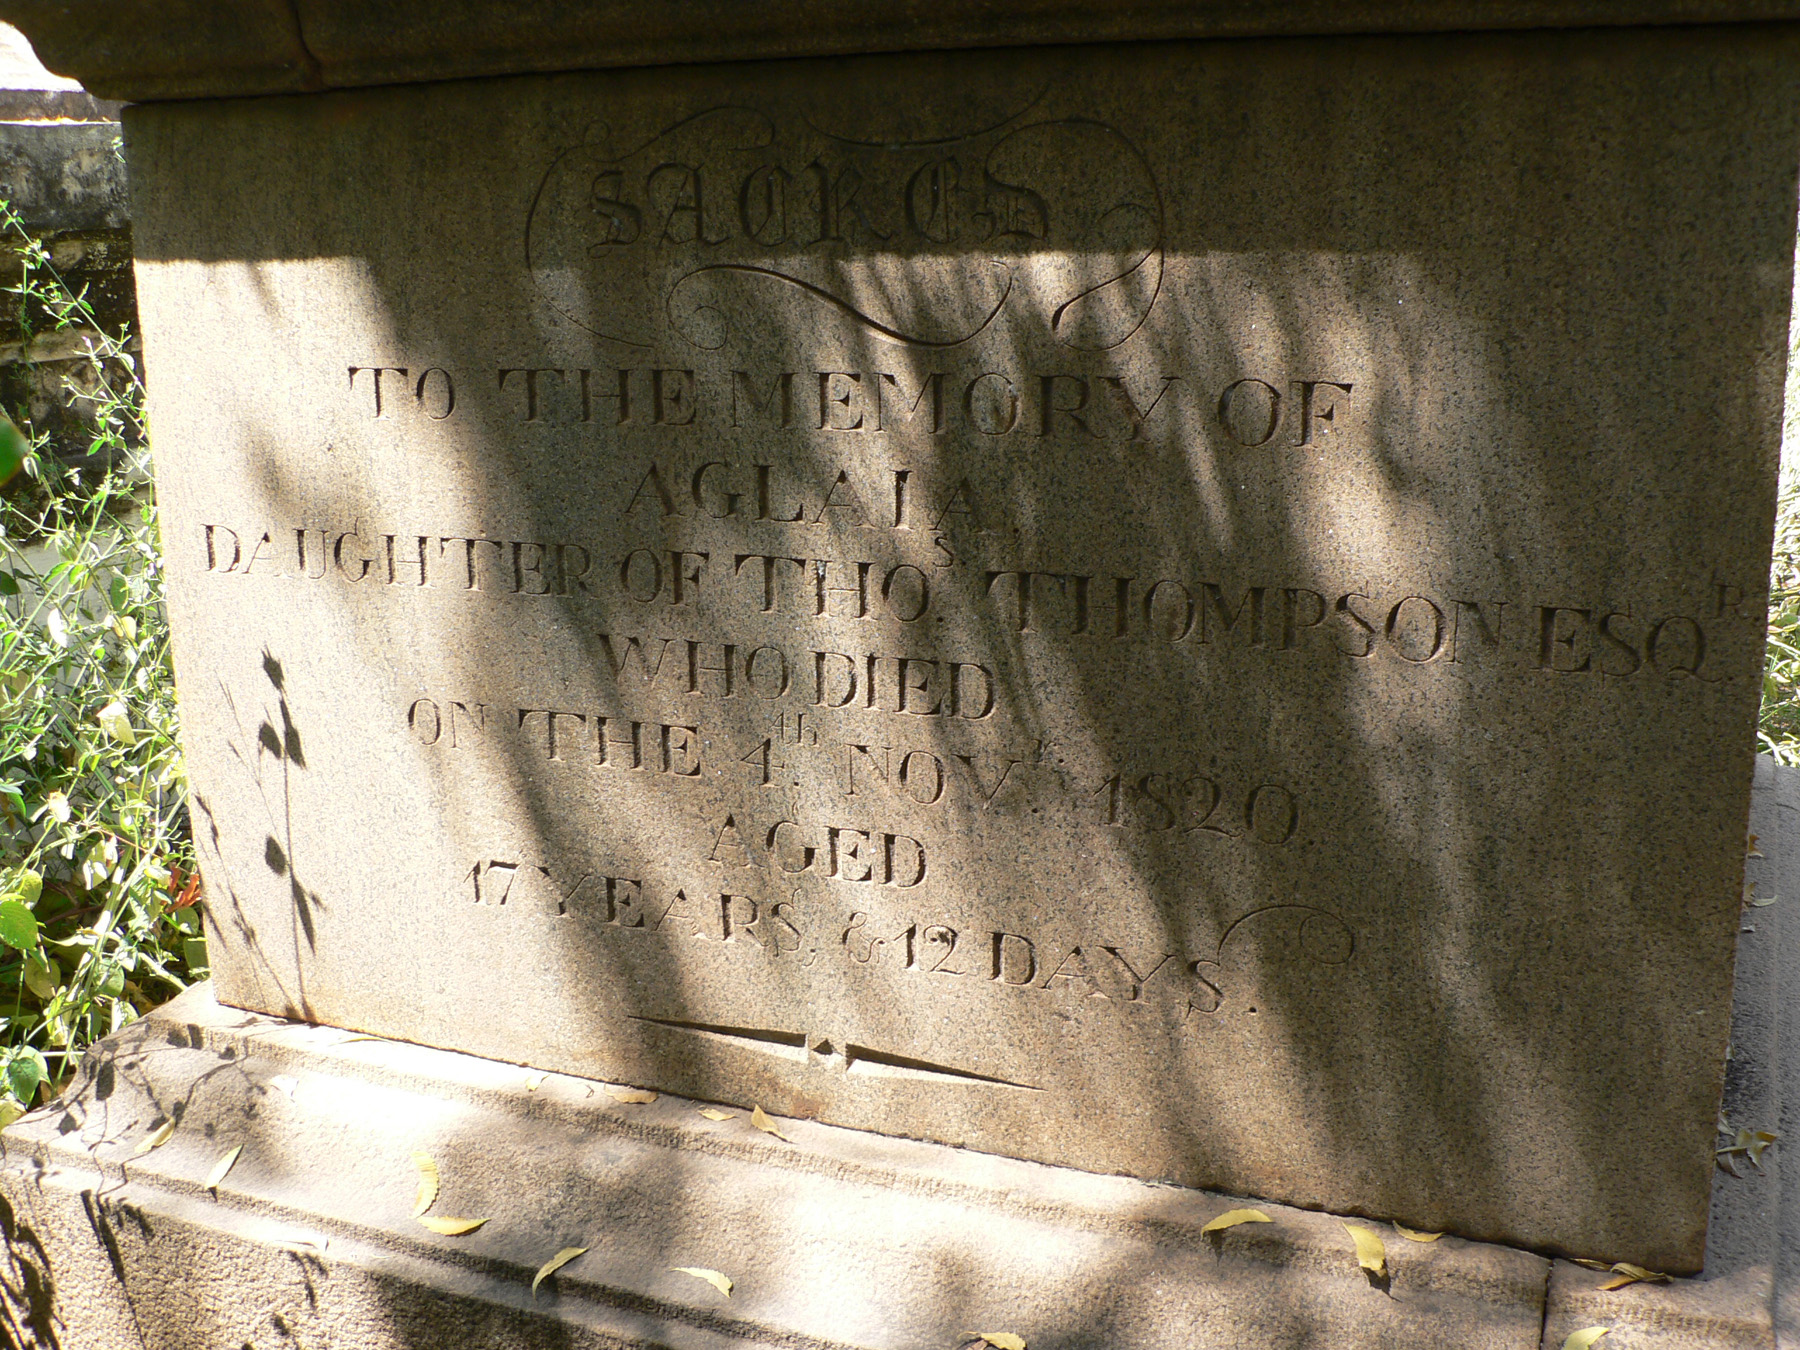 SACRED
TO THE MEMORY OF
AGLAIA
DAUGHTER OF THOˢ THOMPSON ESQᴿ.
WHO DIED
ON THE 4ᵗʰ. NOVʳ. 1820
AGED
17 YEARS, & 12 DAYS.